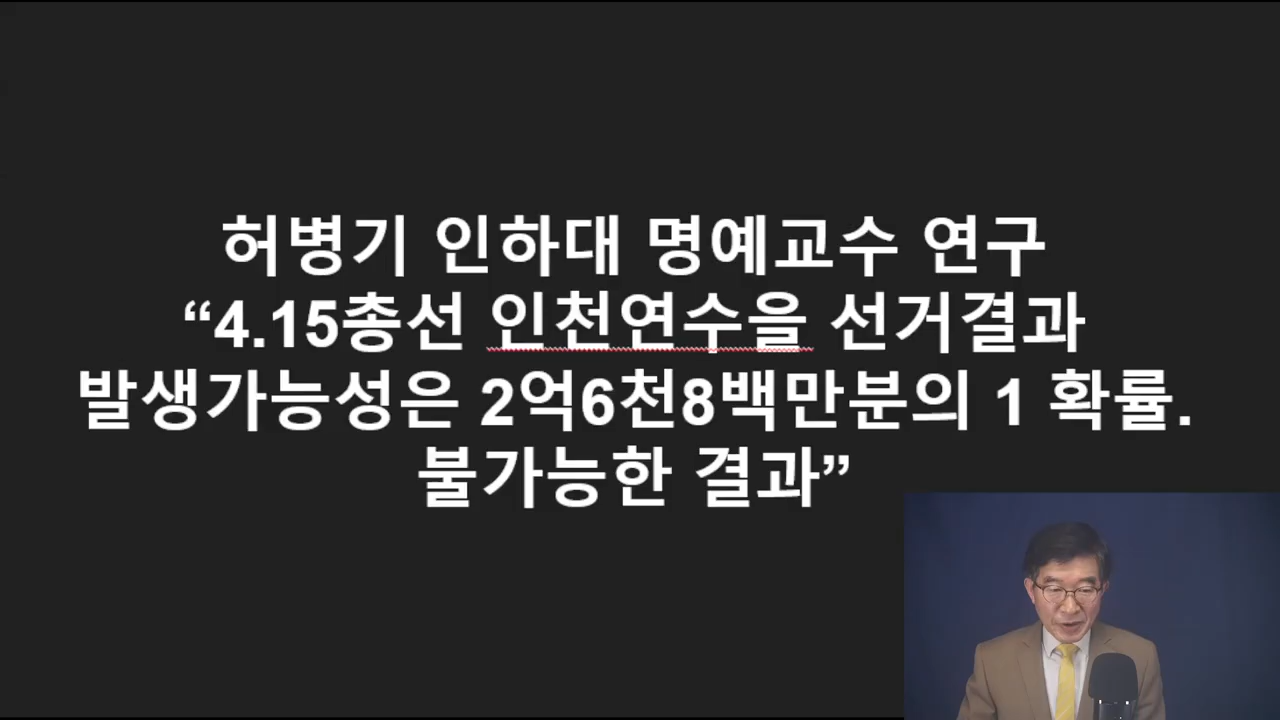 허병기 인하대 명예교수 연구
“4.15총선 인천연수을 선거결과
발생가능성은 2억6천8백만분의 1 확률.
불가능한 결과”